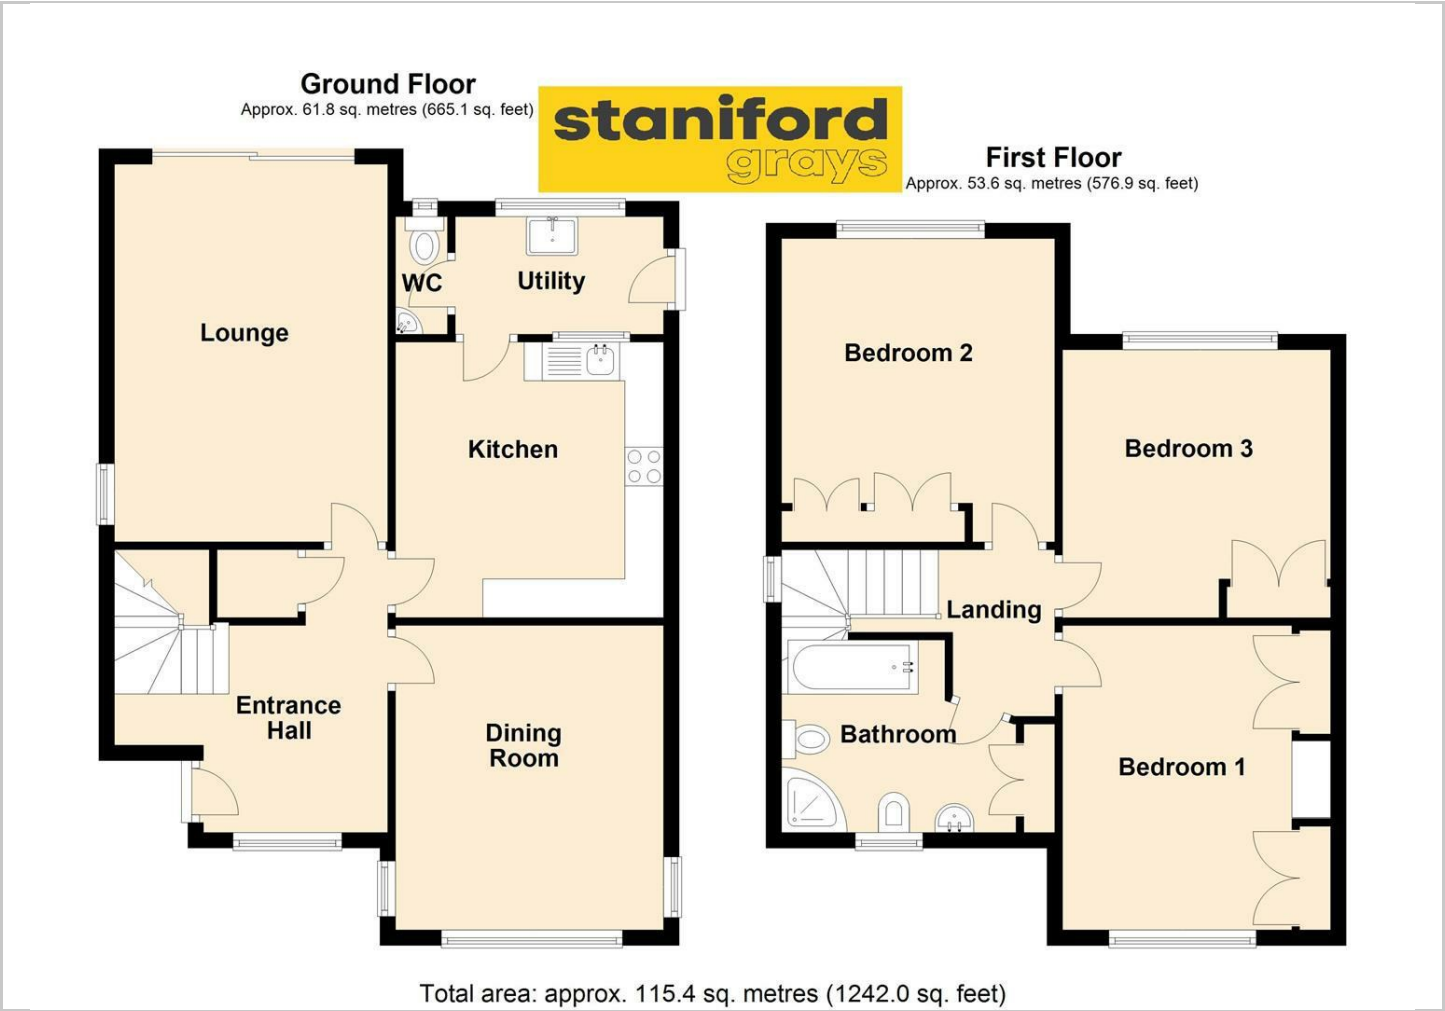 Ground Floor
Approx. 61.8 sq. metres (665.1 sq. feet)
staniford
grays
First Floor
Approx. 53.6 sq. metres (576.9 sq. feet)
WC
Utility
Lounge
Kitchen
Entrance
Hall
Dining
Room
Bedroom 2
Bedroom 3
Landing
Bathroom
Bedroom 1
Total area: approx. 115.4 sq. metres (1242.0 sq. feet)